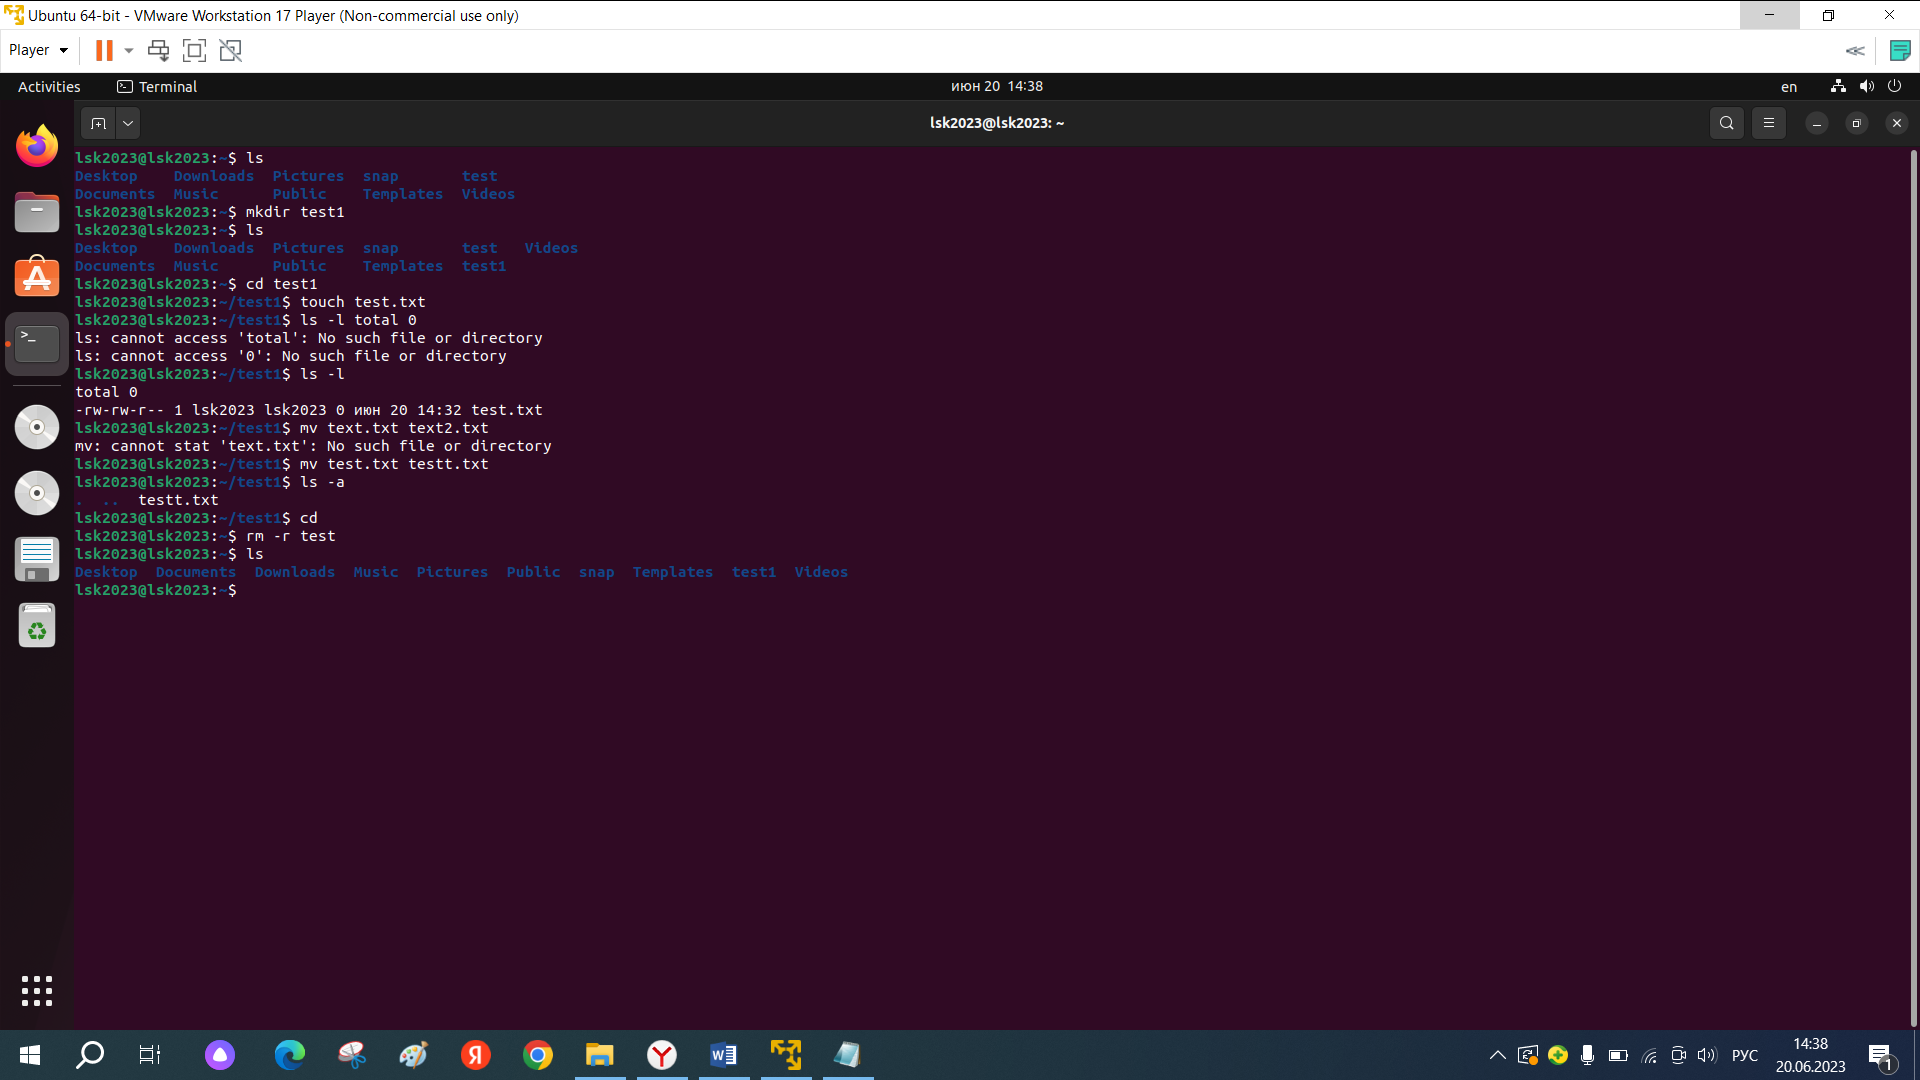 Ubuntu 64-bit - VMware Workstation 17 Player (Non-commercial use only)
Player
Activities Terminal июн 20 14:38 en
lsk2023@lsk2023: ~
lsk2023@lsk2023:~$ ls
Desktop Downloads Pictures snap test
Documents Music Public Templates Videos
lsk2023@lsk2023:~$ mkdir test1
lsk2023@lsk2023:~$ ls
Desktop Downloads Pictures snap test Videos
Documents Music Public Templates test1
lsk2023@lsk2023:~$ cd test1
lsk2023@lsk2023:~/test1$ touch test.txt
lsk2023@lsk2023:~/test1$ ls -l total 0
ls: cannot access 'total': No such file or directory
ls: cannot access '0': No such file or directory
lsk2023@lsk2023:~/test1$ ls -l
total 0
-rw-rw-r-- 1 lsk2023 lsk2023 0 июн 20 14:32 test.txt
lsk2023@lsk2023:~/test1$ mv text.txt text2.txt
mv: cannot stat 'text.txt': No such file or directory
lsk2023@lsk2023:~/test1$ mv test.txt testt.txt
lsk2023@lsk2023:~/test1$ ls -a
. .. testt.txt
lsk2023@lsk2023:~/test1$ cd
lsk2023@lsk2023:~$ rm -r test
lsk2023@lsk2023:~$ ls
Desktop Documents Downloads Music Pictures Public snap Templates test1 Videos
lsk2023@lsk2023:~$
РУС
14:38
20.06.2023
1